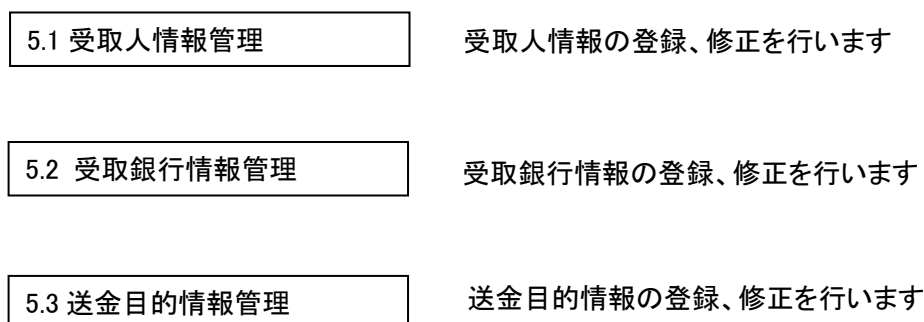 5.1 受取人情報管理
受取人情報の登録、修正を行います
5.2 受取銀行情報管理
受取銀行情報の登録、修正を行います
5.3 送金目的情報管理
送金目的情報の登録、修正を行います